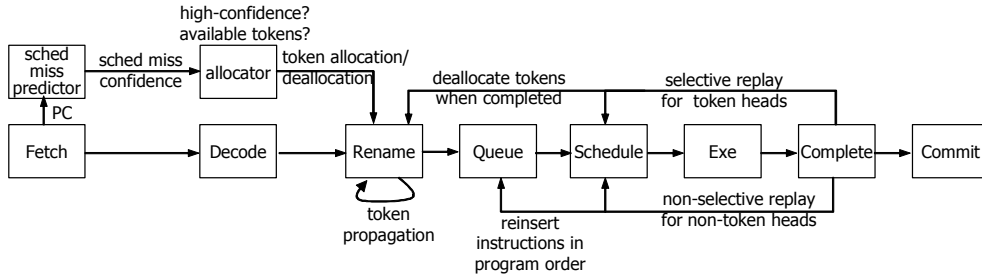 high-confidence?
available tokens?
sched
miss
predictor
sched miss
confidence
allocator
token allocation/
deallocation
deallocate tokens
when completed
selective replay
for token heads
PC
Fetch
Decode
Rename
Queue
Schedule
Exe
Complete
Commit
token
propagation
reinsert
instructions in
program order
non-selective replay
for non-token heads